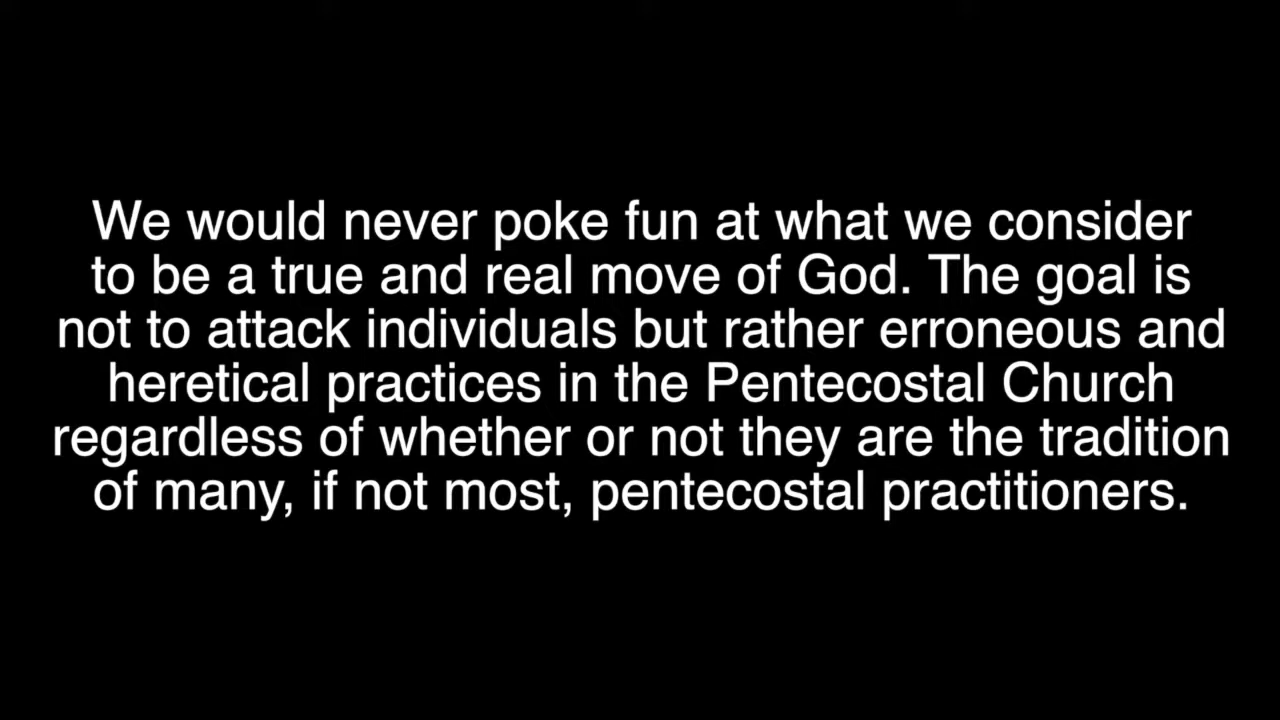 We would never poke fun at what we consider
to be a true and real move of God. The goal is
not to attack individuals but rather erroneous and
heretical practices in the Pentecostal Church
regardless of whether or not they are the tradition
of many, if not most, pentecostal practitioners.